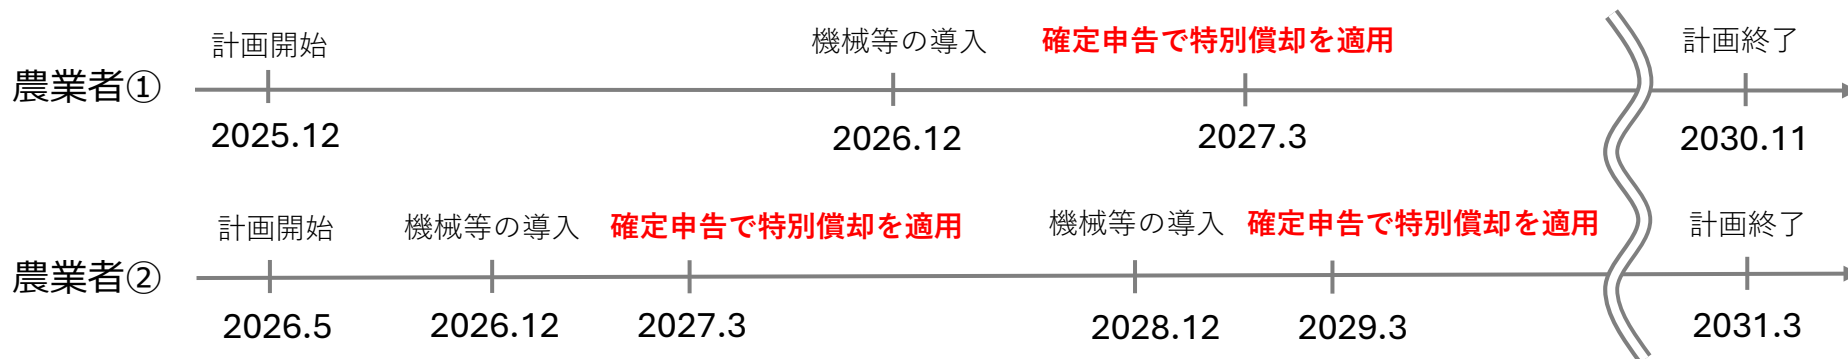 計画開始 機械等の導入 確定申告で特別償却を適用 計画終了
農業者①
2025.12 2026.12 2027.3 2030.11
計画開始 機械等の導入 確定申告で特別償却を適用 機械等の導入 確定申告で特別償却を適用 計画終了
農業者②
2026.5 2026.12 2027.3 2028.12 2029.3 2031.3